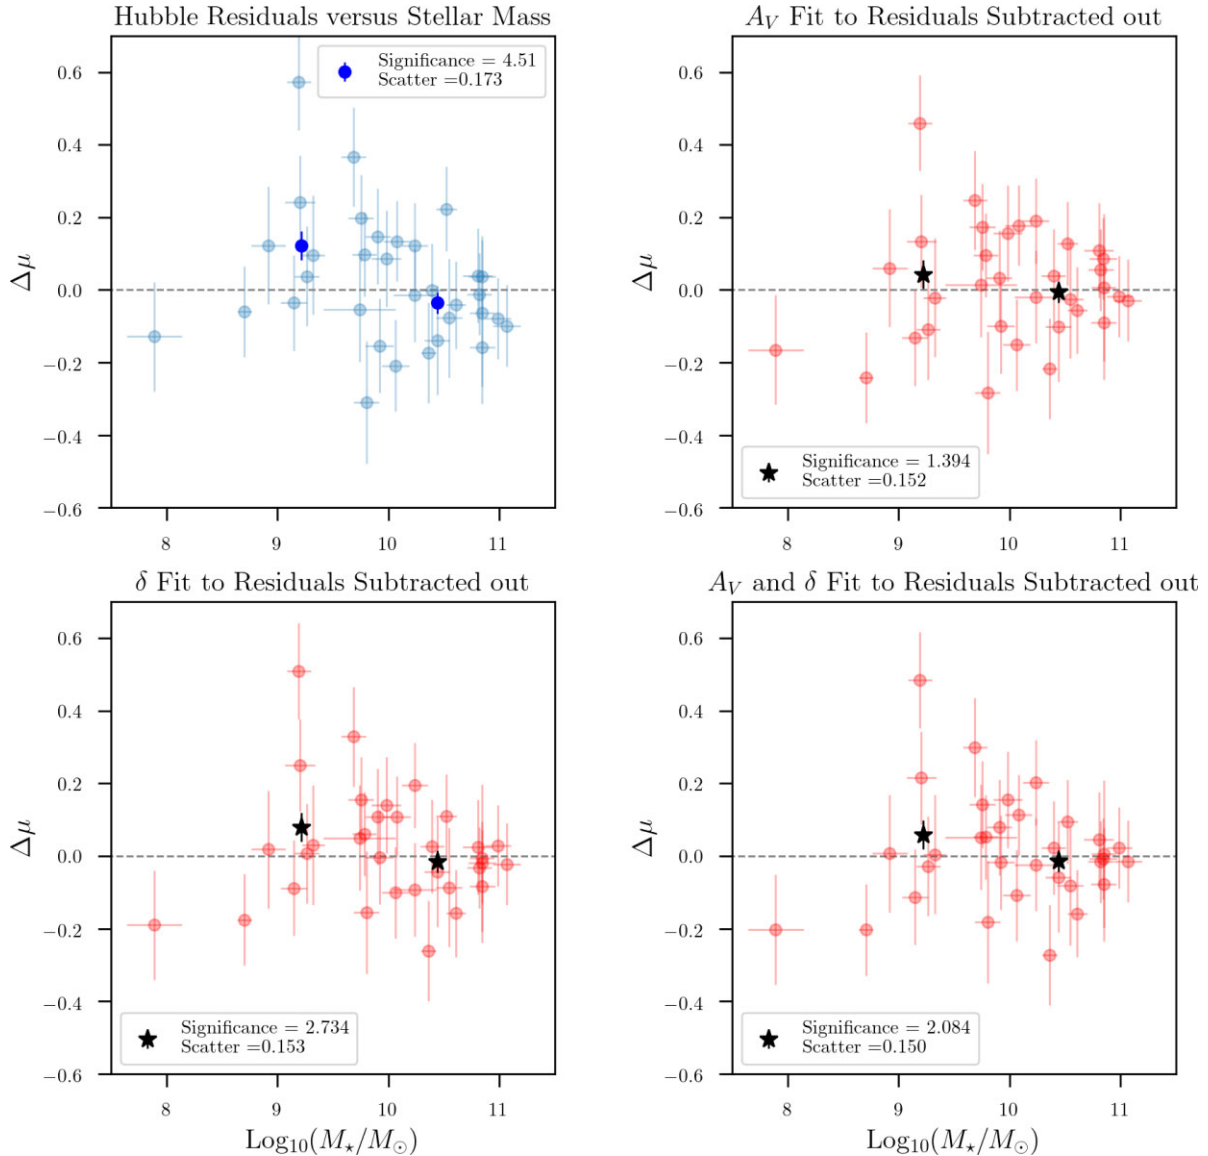 Hubble Residuals versus Stellar Mass
Significance = 4.51
Scatter =0.173
0.6
0.4
0.2
0.0
−0.2
−0.4
−0.6
Δμ
8 9 10 11
A_V Fit to Residuals Subtracted out
0.6
0.4
0.2
0.0
−0.2
−0.4
−0.6
Δμ
Significance = 1.394
Scatter =0.152
8 9 10 11
δ Fit to Residuals Subtracted out
0.6
0.4
0.2
0.0
−0.2
−0.4
−0.6
Δμ
Significance = 2.734
Scatter =0.153
8 9 10 11
Log₁₀(M⋆/M⊙)
A_V and δ Fit to Residuals Subtracted out
0.6
0.4
0.2
0.0
−0.2
−0.4
−0.6
Δμ
Significance = 2.084
Scatter =0.150
8 9 10 11
Log₁₀(M⋆/M⊙)